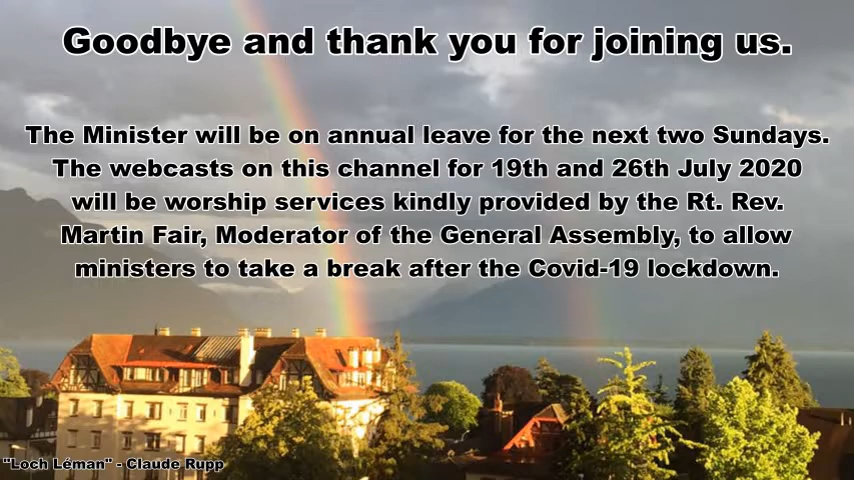 Goodbye and thank you for joining us.
The Minister will be on annual leave for the next two Sundays.
The webcasts on this channel for 19th and 26th July 2020
will be worship services kindly provided by the Rt. Rev.
Martin Fair, Moderator of the General Assembly, to allow
ministers to take a break after the Covid-19 lockdown.
"Loch Léman" - Claude Rupp